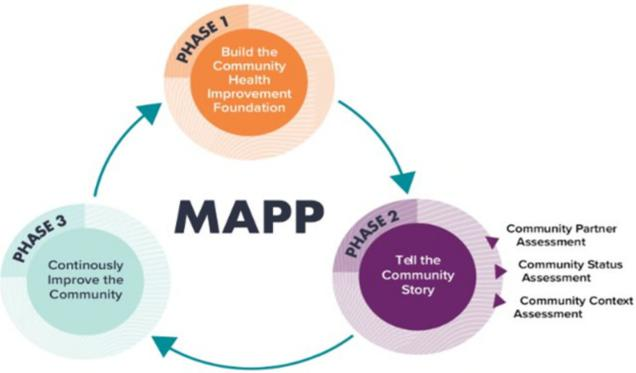 PHASE 1
Build the
Community
Health
Improvement
Foundation
MAPP
PHASE 2
Tell the
Community
Story
Community Partner
Assessment
Community Status
Assessment
Community Context
Assessment
PHASE 3
Continously
Improve the
Community